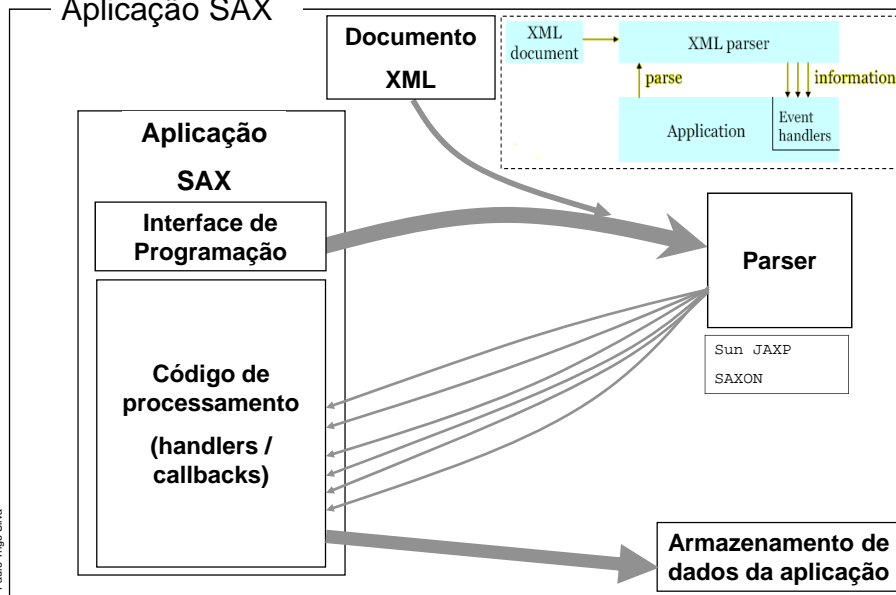 Aplicação SAX
Documento
XML
XML
document
XML parser
parse
information
Application
Event
handlers
Aplicação
SAX
Interface de
Programação
Parser
Sun JAXP
SAXON
Código de
processamento
(handlers /
callbacks)
Armazenamento de
dados da aplicação